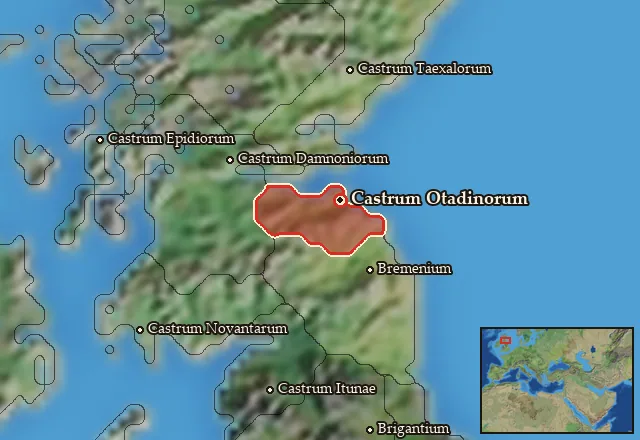 Castrum Taexalorum
Castrum Epidiorum
Castrum Damnoniorum
Castrum Otadinorum
Bremenium
Castrum Novantarum
Castrum Itunae
Brigantium